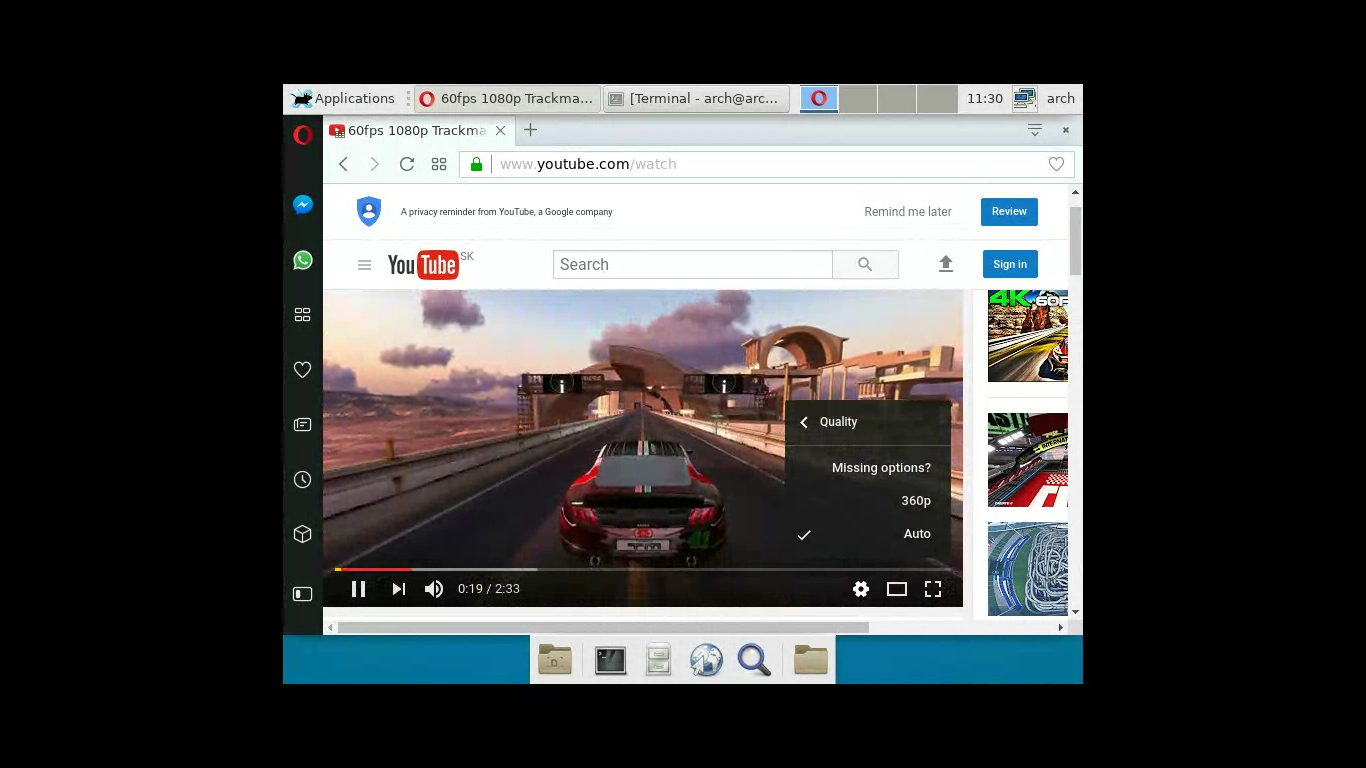 Applications
60fps 1080p Trackma...
[Terminal - arch@arc...
11:30
arch
60fps 1080p Trackma
www.youtube.com/watch
A privacy reminder from YouTube, a Google company
Remind me later
Review
YouTube SK
Search
Sign in
4K 60F
INTERNAT
Quality
Missing options?
360p
Auto
0:19 / 2:33